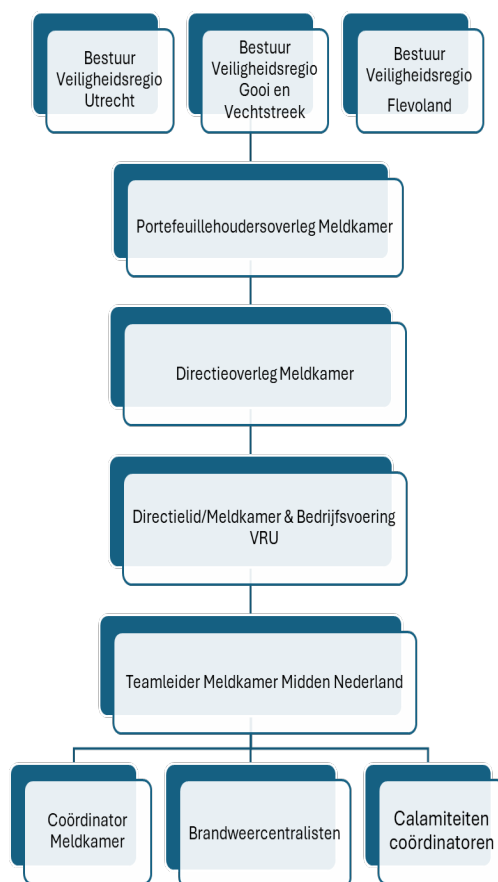 Bestuur
Veiligheidsregio
Utrecht
Bestuur
Veiligheidsregio
Gooi en
Vechtstreek
Bestuur
Veiligheidsregio
Flevoland
Portefeuillehoudersoverleg Meldkamer
Directieoverleg Meldkamer
Directielid/Meldkamer & Bedrijfsvoering
VRU
Teamleider Meldkamer Midden Nederland
Coördinator
Meldkamer
Brandweercentralisten
Calamiteiten
coördinatoren